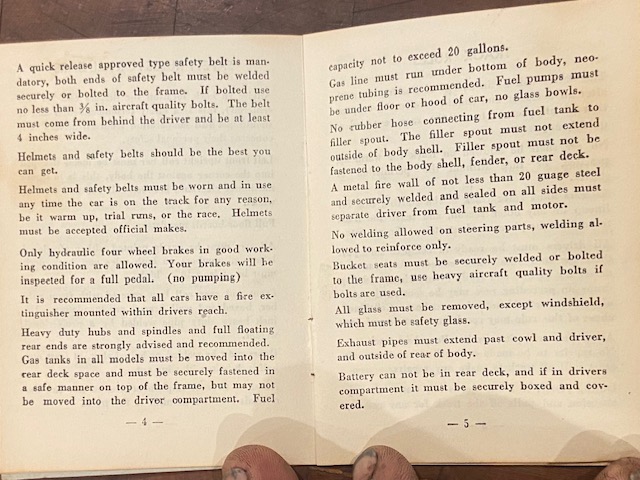 A quick release approved type safety belt is man-
datory, both ends of safety belt must be welded
securely or bolted to the frame. If bolted use
no less than 3/8 in. aircraft quality bolts. The belt
must come from behind the driver and be at least
4 inches wide.
Helmets and safety belts should be the best you
can get.
Helmets and safety belts must be worn and in use
any time the car is on the track for any reason,
be it warm up, trial runs, or the race. Helmets
must be accepted official makes.
Only hydraulic four wheel brakes in good work-
ing condition are allowed. Your brakes will be
inspected for a full pedal. (no pumping)
It is recommended that all cars have a fire ex-
tinguisher mounted within drivers reach.
Heavy duty hubs and spindles and full floating
rear ends are strongly advised and recommended.
Gas tanks in all models must be moved into the
rear deck space and must be securely fastened in
a safe manner on top of the frame, but may not
be moved into the driver compartment. Fuel
— 4 —
capacity not to exceed 20 gallons.
Gas line must run under bottom of body, neo-
prene tubing is recommended. Fuel pumps must
be under floor or hood of car, no glass bowls.
No rubber hose connecting from fuel tank to
filler spout. The filler spout must not extend
outside of body shell. Filler spout must not be
fastened to the body shell, fender, or rear deck.
A metal fire wall of not less than 20 guage steel
and securely welded and sealed on all sides must
separate driver from fuel tank and motor.
No welding allowed on steering parts, welding al-
lowed to reinforce only.
Bucket seats must be securely welded or bolted
to the frame, use heavy aircraft quality bolts if
bolts are used.
All glass must be removed, except windshield,
which must be safety glass.
Exhaust pipes must extend past cowl and driver,
and outside of rear of body.
Battery can not be in rear deck, and if in drivers
compartment it must be securely boxed and cov-
ered.
— 5 —